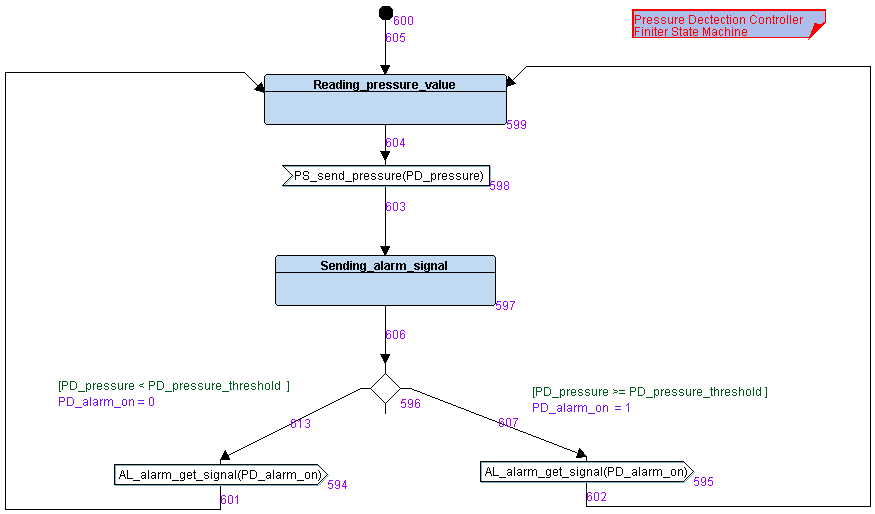 600
Pressure Dectection Controller
Finiter State Machine
605
Reading_pressure_value
599
604
PS_send_pressure(PD_pressure)
598
603
Sending_alarm_signal
597
606
[PD_pressure < PD_pressure_threshold ]
PD_alarm_on = 0
[PD_pressure >= PD_pressure_threshold ]
PD_alarm_on = 1
596
613
607
AL_alarm_get_signal(PD_alarm_on)
594
AL_alarm_get_signal(PD_alarm_on)
595
601
602